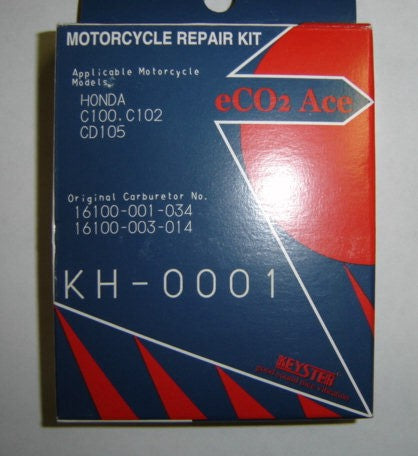 MOTORCYCLE REPAIR KIT
Applicable Motorcycle
Models
HONDA
C100, C102
CD105
eCO2 Ace
Original Carburetor No.
16100-001-034
16100-003-014
KH-0001
KEYSTER